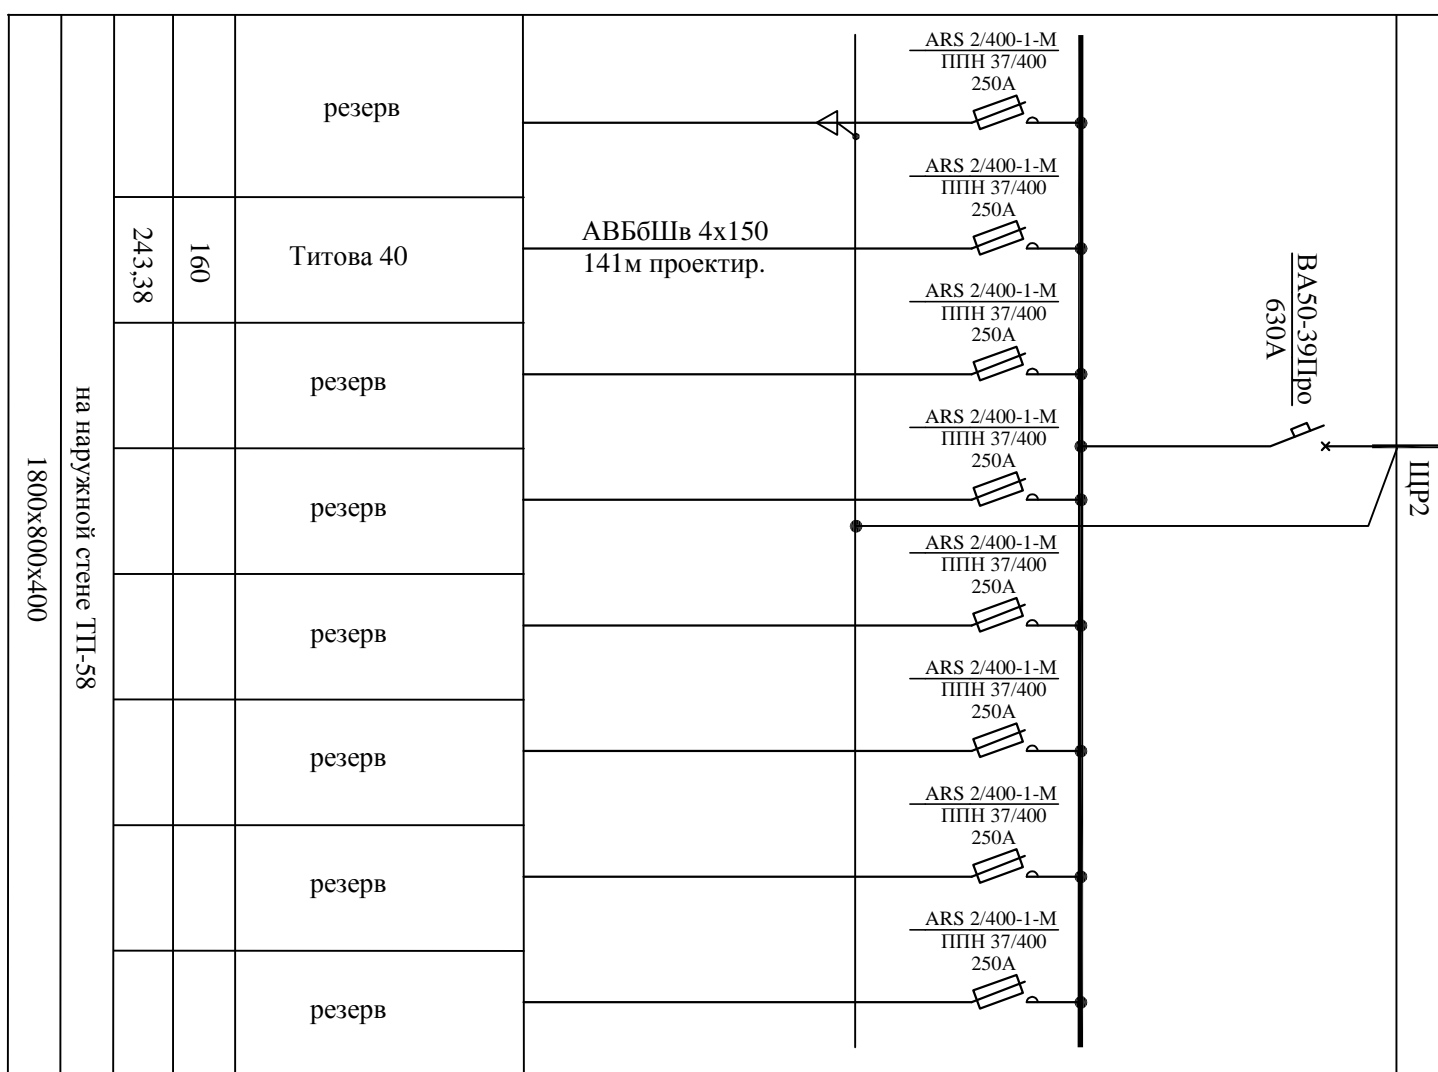 ARS 2/400-1-M
ППН 37/400
250А
резерв
ARS 2/400-1-M
ППН 37/400
250А
АВБбШв 4х150
141м проектир.
Титова 40
160
243,38
ARS 2/400-1-M
ППН 37/400
250А
резерв
ARS 2/400-1-M
ППН 37/400
250А
резерв
ARS 2/400-1-M
ППН 37/400
250А
резерв
ARS 2/400-1-M
ППН 37/400
250А
резерв
ARS 2/400-1-M
ППН 37/400
250А
резерв
ARS 2/400-1-M
ППН 37/400
250А
резерв
ВА50-39Про
630А
ЩР2
на наружной стене ТП-58
1800х800х400